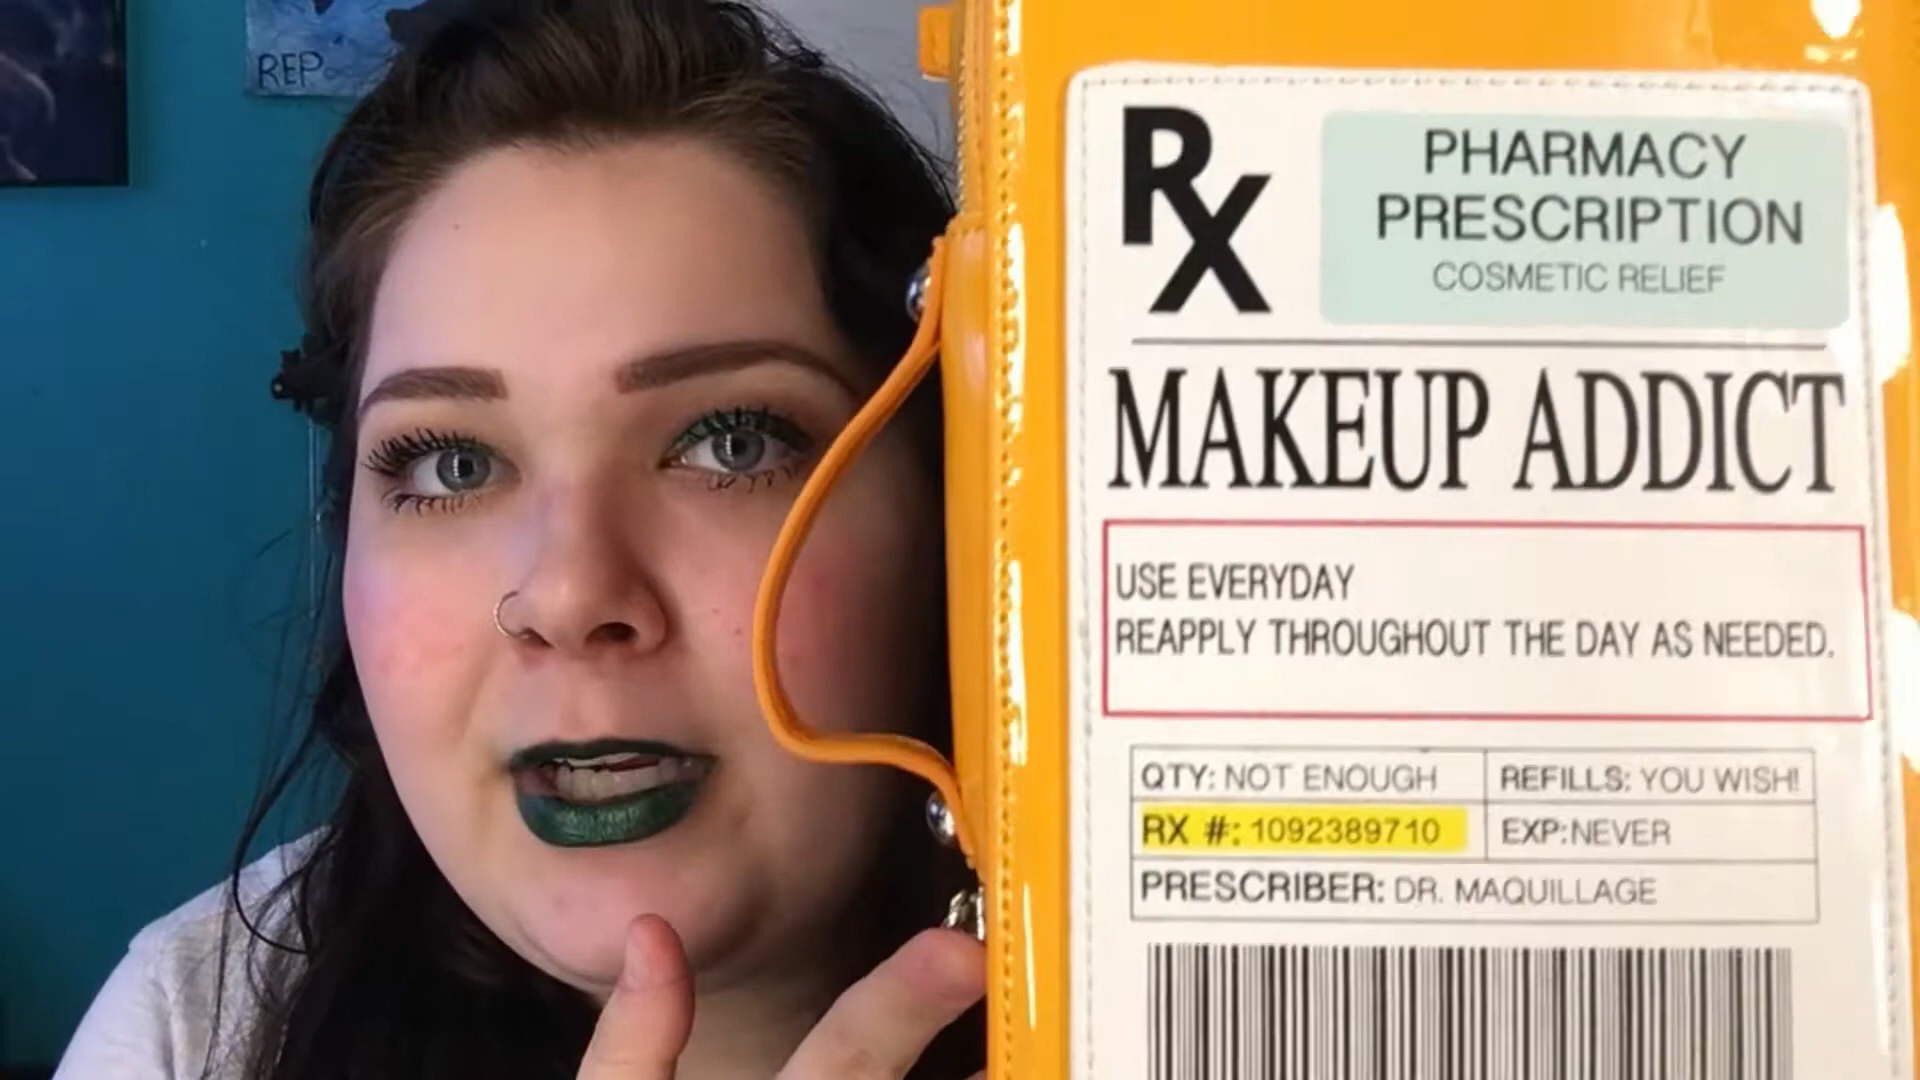 REP
Rx
PHARMACY
PRESCRIPTION
COSMETIC RELIEF
MAKEUP ADDICT
USE EVERYDAY
REAPPLY THROUGHOUT THE DAY AS NEEDED.
QTY: NOT ENOUGH
REFILLS: YOU WISH!
RX #: 1092389710
EXP:NEVER
PRESCRIBER: DR. MAQUILLAGE